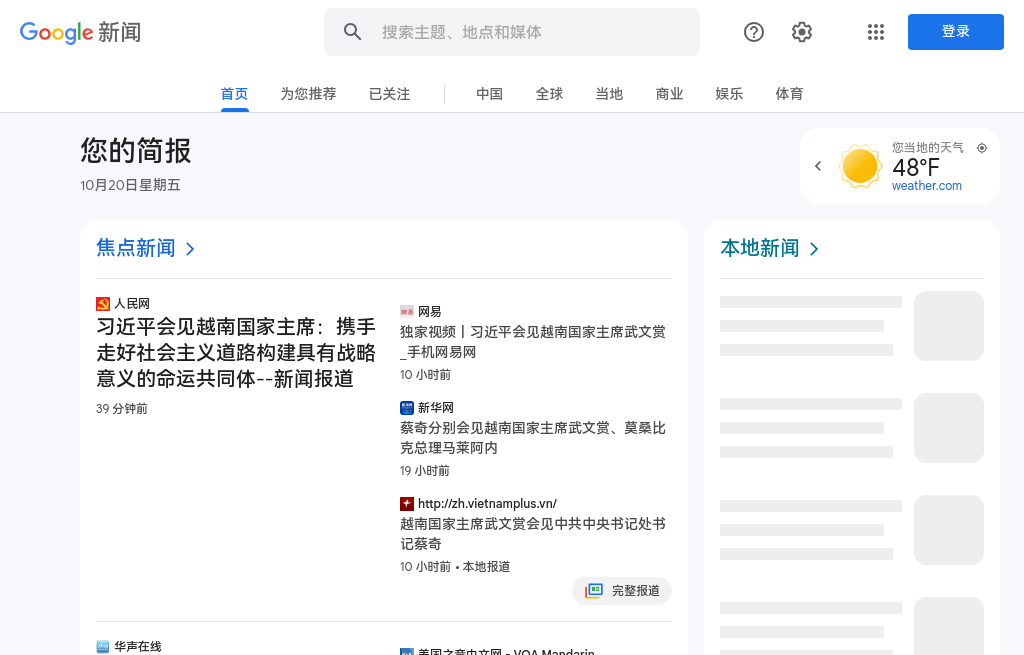 Google 新闻
搜索主题、地点和媒体
登录
首页
为您推荐
已关注
中国
全球
当地
商业
娱乐
体育
您的简报
10月20日星期五
您当地的天气
48°F
weather.com
焦点新闻
人民网
习近平会见越南国家主席：携手
走好社会主义道路构建具有战略
意义的命运共同体--新闻报道
39 分钟前
网易
独家视频丨习近平会见越南国家主席武文赏
_手机网易网
10 小时前
新华网
蔡奇分别会见越南国家主席武文赏、莫桑比
克总理马莱阿内
19 小时前
http://zh.vietnamplus.vn/
越南国家主席武文赏会见中共中央书记处书
记蔡奇
10 小时前 • 本地报道
完整报道
华声在线
美国之音中文网 - VOA Mandarin
本地新闻